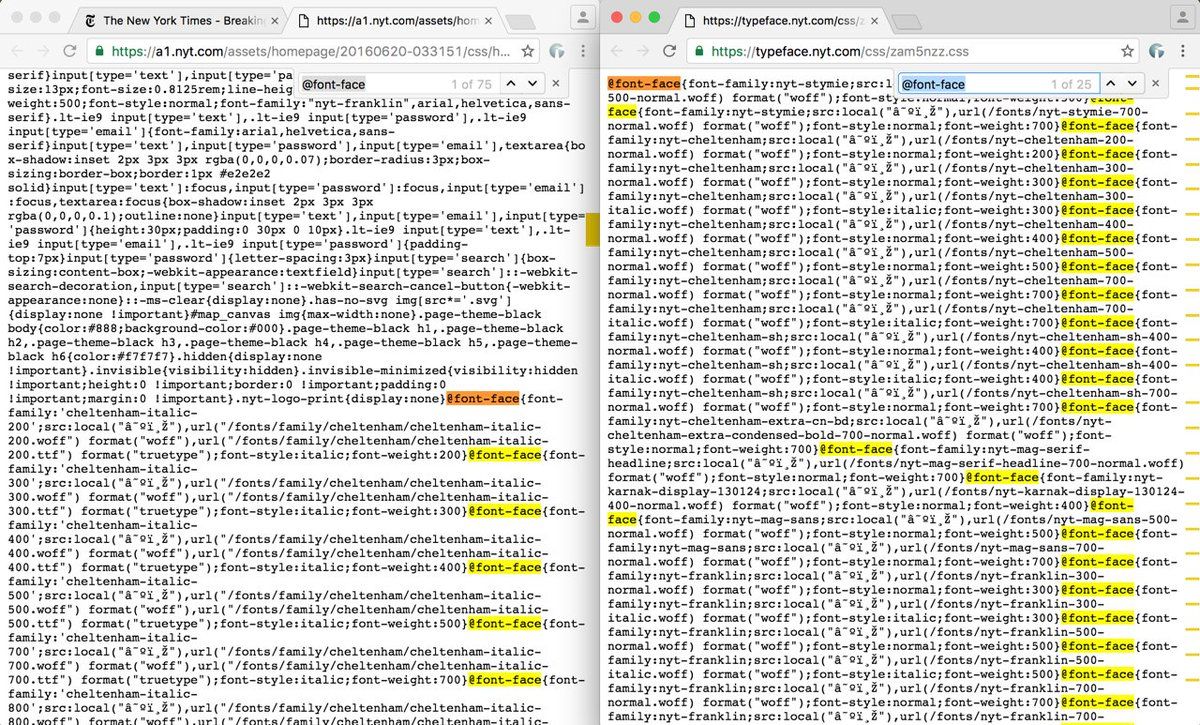 The New York Times - Breaking
https://a1.nyt.com/assets/hom
https://a1.nyt.com/assets/homepage/20160620-033151/css/h...
@font-face
1 of 75
serif}input[type='text'],input[type='pa
size:13px;font-size:0.8125rem;line-heig
weight:500;font-style:normal;font-family:"nyt-franklin",arial,helvetica,sans-
serif}.lt-ie9 input[type='text'],.lt-ie9 input[type='password'],.lt-ie9
input[type='email']{font-family:arial,helvetica,sans-
serif}input[type='text'],input[type='password'],input[type='email'],textarea{bo
x-shadow:inset 2px 3px 3px rgba(0,0,0,0.07);border-radius:3px;box-
sizing:border-box;border:1px #e2e2e2
solid}input[type='text']:focus,input[type='password']:focus,input[type='email']
:focus,textarea:focus{box-shadow:inset 2px 3px 3px
rgba(0,0,0,0.1);outline:none}input[type='text'],input[type='email'],input[type=
'password']{height:30px;padding:0 30px 0 10px}.lt-ie9 input[type='text'],.lt-
ie9 input[type='email'],.lt-ie9 input[type='password']{padding-
top:7px}input[type='password']{letter-spacing:3px}input[type='search']{box-
sizing:content-box;-webkit-appearance:textfield}input[type='search']::-webkit-
search-decoration,input[type='search']::-webkit-search-cancel-button{-webkit-
appearance:none}::-ms-clear{display:none}.has-no-svg img[src*='.svg']
{display:none !important}#map_canvas img{max-width:none}.page-theme-black
body{color:#888;background-color:#000}.page-theme-black h1,.page-theme-black
h2,.page-theme-black h3,.page-theme-black h4,.page-theme-black h5,.page-theme-
black h6{color:#f7f7f7}.hidden{display:none
!important}.invisible{visibility:hidden}.invisible-minimized{visibility:hidden
!important;height:0 !important;border:0 !important;padding:0
!important;margin:0 !important}.nyt-logo-print{display:none}@font-face{font-
family:'cheltenham-italic-
200';src:local("â˜ºï¸Ž"),url("/fonts/family/cheltenham/cheltenham-italic-
200.woff") format("woff"),url("/fonts/family/cheltenham/cheltenham-italic-
200.ttf") format("truetype");font-style:italic;font-weight:200}@font-face{font-
family:'cheltenham-italic-
300';src:local("â˜ºï¸Ž"),url("/fonts/family/cheltenham/cheltenham-italic-
300.woff") format("woff"),url("/fonts/family/cheltenham/cheltenham-italic-
300.ttf") format("truetype");font-style:italic;font-weight:300}@font-face{font-
family:'cheltenham-italic-
400';src:local("â˜ºï¸Ž"),url("/fonts/family/cheltenham/cheltenham-italic-
400.woff") format("woff"),url("/fonts/family/cheltenham/cheltenham-italic-
400.ttf") format("truetype");font-style:italic;font-weight:400}@font-face{font-
family:'cheltenham-italic-
500';src:local("â˜ºï¸Ž"),url("/fonts/family/cheltenham/cheltenham-italic-
500.woff") format("woff"),url("/fonts/family/cheltenham/cheltenham-italic-
500.ttf") format("truetype");font-style:italic;font-weight:500}@font-face{font-
family:'cheltenham-italic-
700';src:local("â˜ºï¸Ž"),url("/fonts/family/cheltenham/cheltenham-italic-
700.woff") format("woff"),url("/fonts/family/cheltenham/cheltenham-italic-
700.ttf") format("truetype");font-style:italic;font-weight:700}@font-face{font-
family:'cheltenham-italic-
800';src:local("â˜ºï¸Ž"),url("/fonts/family/cheltenham/cheltenham-italic-
800.woff") format("woff"),url("/fonts/family/cheltenham/cheltenham-italic-
https://typeface.nyt.com/css/z
https://typeface.nyt.com/css/zam5nzz.css
@font-face
1 of 25
@font-face{font-family:nyt-stymie;src:l
500-normal.woff) format("woff");font-style:normal;font-weight:500}@font-
face{font-family:nyt-stymie;src:local("â˜ºï¸Ž"),url(/fonts/nyt-stymie-700-
normal.woff) format("woff");font-style:normal;font-weight:700}@font-face{font-
family:nyt-cheltenham;src:local("â˜ºï¸Ž"),url(/fonts/nyt-cheltenham-200-
normal.woff) format("woff");font-style:normal;font-weight:200}@font-face{font-
family:nyt-cheltenham;src:local("â˜ºï¸Ž"),url(/fonts/nyt-cheltenham-300-
normal.woff) format("woff");font-style:normal;font-weight:300}@font-face{font-
family:nyt-cheltenham;src:local("â˜ºï¸Ž"),url(/fonts/nyt-cheltenham-300-
italic.woff) format("woff");font-style:italic;font-weight:300}@font-face{font-
family:nyt-cheltenham;src:local("â˜ºï¸Ž"),url(/fonts/nyt-cheltenham-400-
normal.woff) format("woff");font-style:normal;font-weight:400}@font-face{font-
family:nyt-cheltenham;src:local("â˜ºï¸Ž"),url(/fonts/nyt-cheltenham-500-
normal.woff) format("woff");font-style:normal;font-weight:500}@font-face{font-
family:nyt-cheltenham;src:local("â˜ºï¸Ž"),url(/fonts/nyt-cheltenham-700-
normal.woff) format("woff");font-style:normal;font-weight:700}@font-face{font-
family:nyt-cheltenham;src:local("â˜ºï¸Ž"),url(/fonts/nyt-cheltenham-700-
italic.woff) format("woff");font-style:italic;font-weight:700}@font-face{font-
family:nyt-cheltenham-sh;src:local("â˜ºï¸Ž"),url(/fonts/nyt-cheltenham-sh-400-
normal.woff) format("woff");font-style:normal;font-weight:400}@font-face{font-
family:nyt-cheltenham-sh;src:local("â˜ºï¸Ž"),url(/fonts/nyt-cheltenham-sh-400-
italic.woff) format("woff");font-style:italic;font-weight:400}@font-face{font-
family:nyt-cheltenham-sh;src:local("â˜ºï¸Ž"),url(/fonts/nyt-cheltenham-sh-700-
normal.woff) format("woff");font-style:normal;font-weight:700}@font-face{font-
family:nyt-cheltenham-extra-cn-bd;src:local("â˜ºï¸Ž"),url(/fonts/nyt-
cheltenham-extra-condensed-bold-700-normal.woff) format("woff");font-
style:normal;font-weight:700}@font-face{font-family:nyt-mag-serif-
headline;src:local("â˜ºï¸Ž"),url(/fonts/nyt-mag-serif-headline-700-normal.woff)
format("woff");font-style:normal;font-weight:700}@font-face{font-family:nyt-
karnak-display-130124;src:local("â˜ºï¸Ž"),url(/fonts/nyt-karnak-display-130124-
400-normal.woff) format("woff");font-style:normal;font-weight:400}@font-
face{font-family:nyt-mag-sans;src:local("â˜ºï¸Ž"),url(/fonts/nyt-mag-sans-500-
normal.woff) format("woff");font-style:normal;font-weight:500}@font-face{font-
family:nyt-mag-sans;src:local("â˜ºï¸Ž"),url(/fonts/nyt-mag-sans-700-
normal.woff) format("woff");font-style:normal;font-weight:700}@font-face{font-
family:nyt-franklin;src:local("â˜ºï¸Ž"),url(/fonts/nyt-franklin-300-
normal.woff) format("woff");font-style:normal;font-weight:300}@font-face{font-
family:nyt-franklin;src:local("â˜ºï¸Ž"),url(/fonts/nyt-franklin-300-
italic.woff) format("woff");font-style:italic;font-weight:300}@font-face{font-
family:nyt-franklin;src:local("â˜ºï¸Ž"),url(/fonts/nyt-franklin-500-
normal.woff) format("woff");font-style:normal;font-weight:500}@font-face{font-
family:nyt-franklin;src:local("â˜ºï¸Ž"),url(/fonts/nyt-franklin-500-
italic.woff) format("woff");font-style:italic;font-weight:500}@font-face{font-
family:nyt-franklin;src:local("â˜ºï¸Ž"),url(/fonts/nyt-franklin-700-
normal.woff) format("woff");font-style:normal;font-weight:700}@font-face{font-
family:nyt-franklin;src:local("â˜ºï¸Ž"),url(/fonts/nyt-franklin-700-